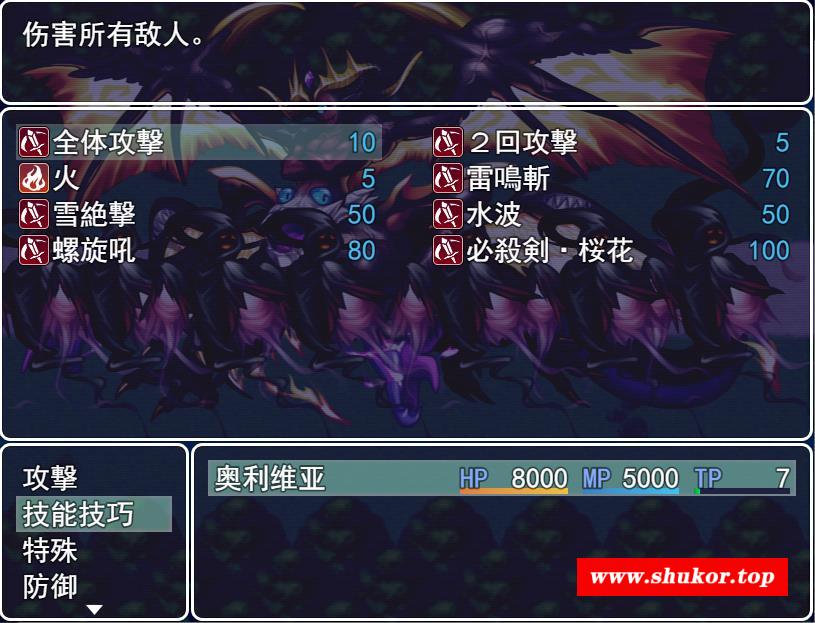 伤害所有敌人。
全体攻撃 10 ２回攻撃 5
火 5 雷鳴斬 70
雪絶撃 50 水波 50
螺旋吼 80 必殺剣・桜花 100
攻撃
技能技巧
特殊
防御
奥利维亚 HP 8000 MP 5000 TP 7
www.shukor.top